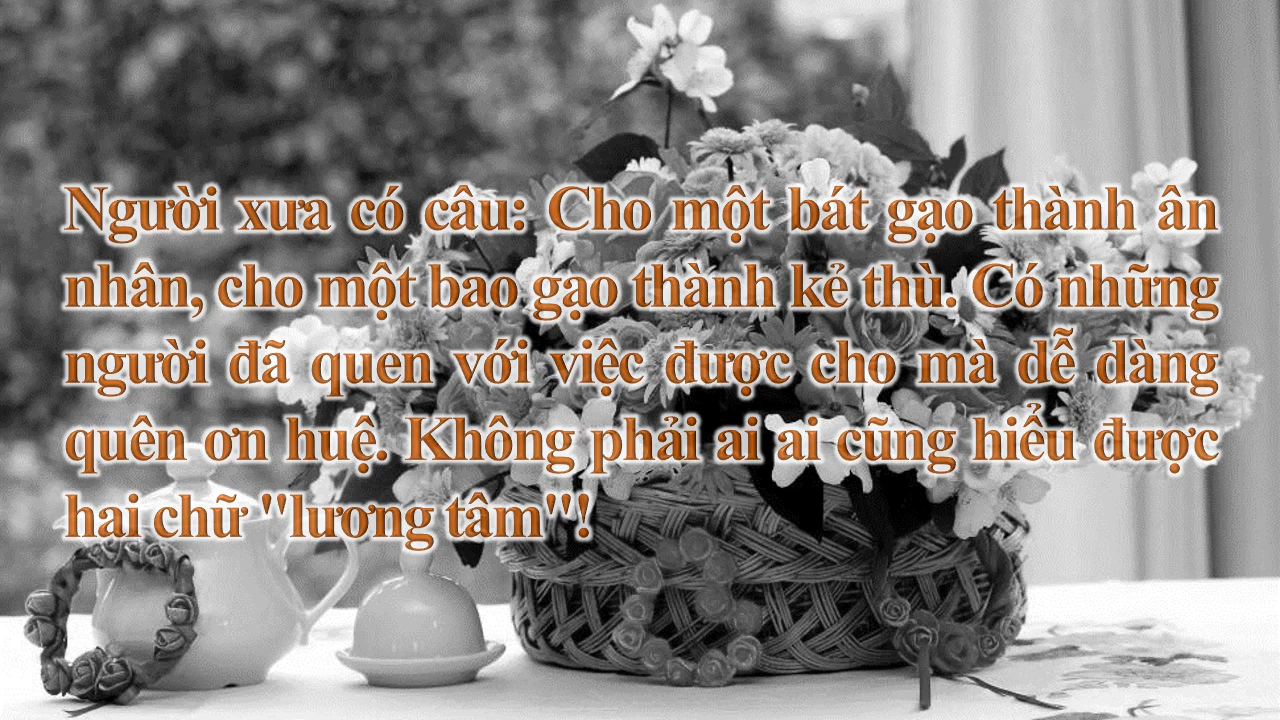 Người xưa có câu: Cho một bát gạo thành ân
nhân, cho một bao gạo thành kẻ thù. Có những
người đã quen với việc được cho mà dễ dàng
quên ơn huệ. Không phải ai ai cũng hiểu được
hai chữ "lương tâm"!